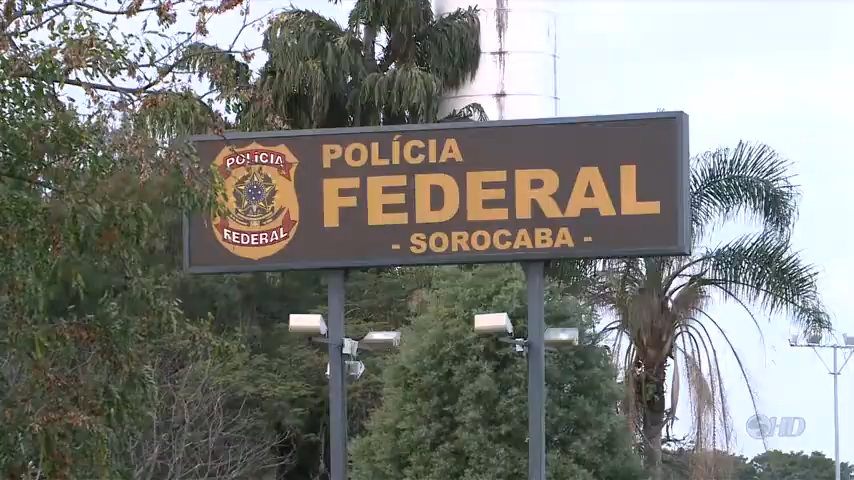 POLÍCIA
FEDERAL
POLÍCIA
FEDERAL
- SOROCABA -
HD